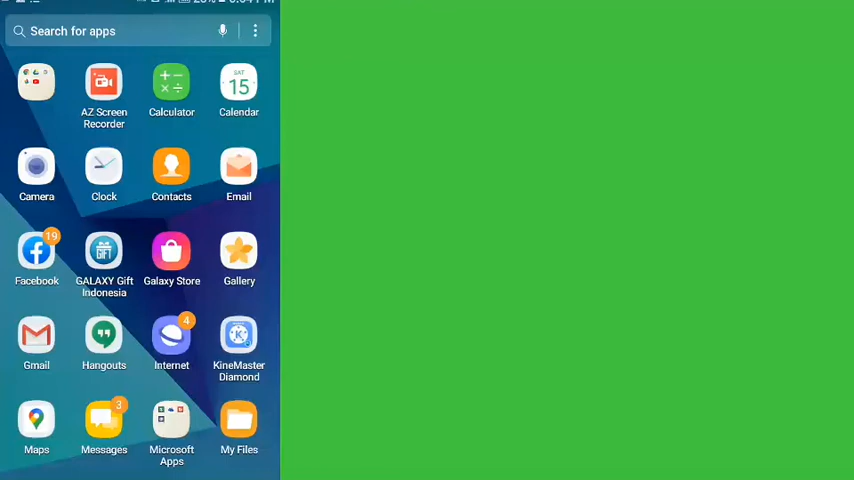 Search for apps
SAT
15
AZ Screen
Recorder
Calculator
Calendar
Camera
Clock
Contacts
Email
19
GIFT
Facebook
GALAXY Gift
Indonesia
Galaxy Store
Gallery
4
K
Gmail
Hangouts
Internet
KineMaster
Diamond
3
Maps
Messages
Microsoft
Apps
My Files